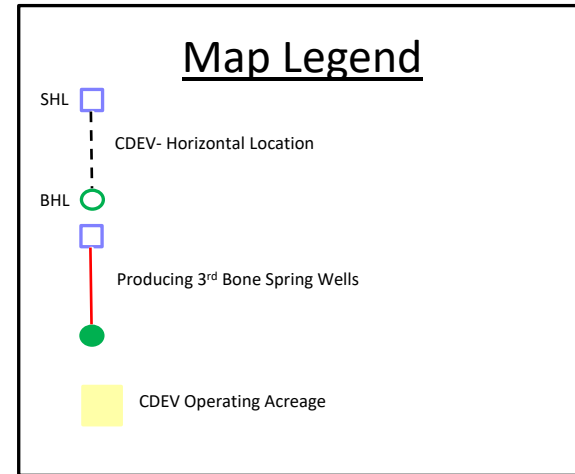 Map Legend
SHL
CDEV- Horizontal Location
BHL
Producing 3rd Bone Spring Wells
CDEV Operating Acreage